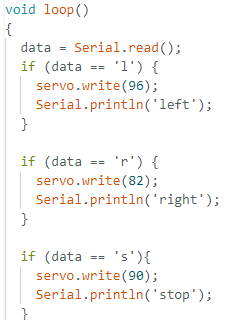 void loop()
{
  data = Serial.read();
  if (data == 'l') {
    servo.write(96);
    Serial.println('left');
  }

  if (data == 'r') {
    servo.write(82);
    Serial.println('right');
  }

  if (data == 's'){
    servo.write(90);
    Serial.println('stop');
  }